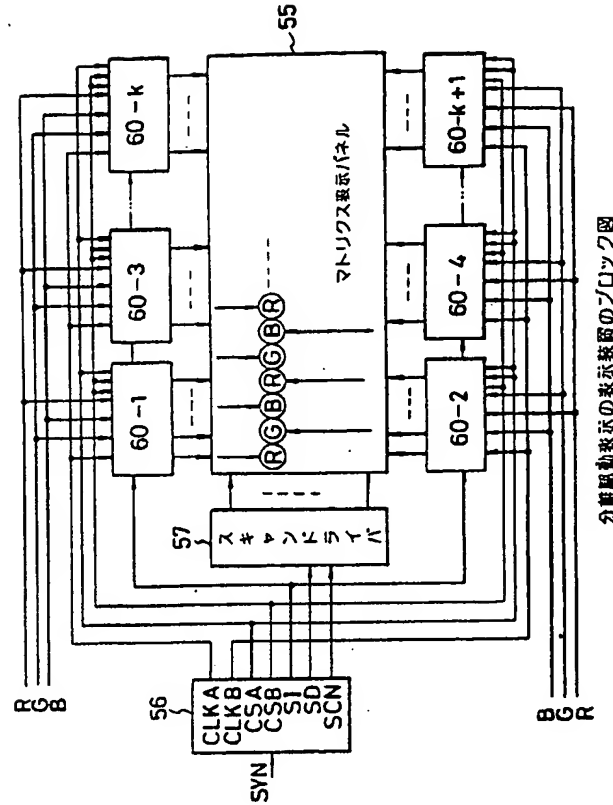 R
G
B
SYN
56
CLKA
CLKB
CSA
CSB
SI
SD
SCN
57
スキャンドライバ
60-1
60-3
60-k
55
マトリクス表示パネル
R G B R G B R
60-2
60-4
60-k+1
B
G
R
分離駆動表示の表示装置のブロック図